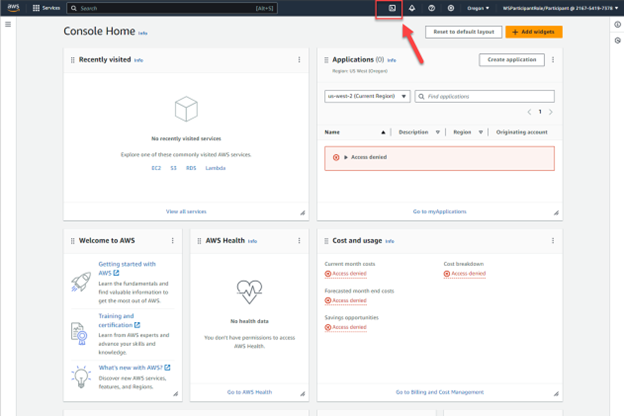 aws
Services
Search
[Alt+S]
Oregon
WSParticipantRole/Participant @ 2167-5419-7378
Console Home Info
Reset to default layout
+ Add widgets
Recently visited Info
No recently visited services
Explore one of these commonly visited AWS services.
EC2 S3 RDS Lambda
View all services
Applications (0) Info
Region: US West (Oregon)
Create application
us-west-2 (Current Region)
Find applications
1
Name
Description
Region
Originating account
Access denied
Go to myApplications
Welcome to AWS
Getting started with
AWS
Learn the fundamentals and
find valuable information to
get the most out of AWS.
Training and
certification
Learn from AWS experts and
advance your skills and
knowledge.
What's new with AWS?
Discover new AWS services,
features, and Regions.
AWS Health Info
No health data
You don't have permissions to access
AWS Health.
Go to AWS Health
Cost and usage Info
Current month costs
Access denied
Cost breakdown
Access denied
Forecasted month end costs
Access denied
Savings opportunities
Access denied
Go to Billing and Cost Management